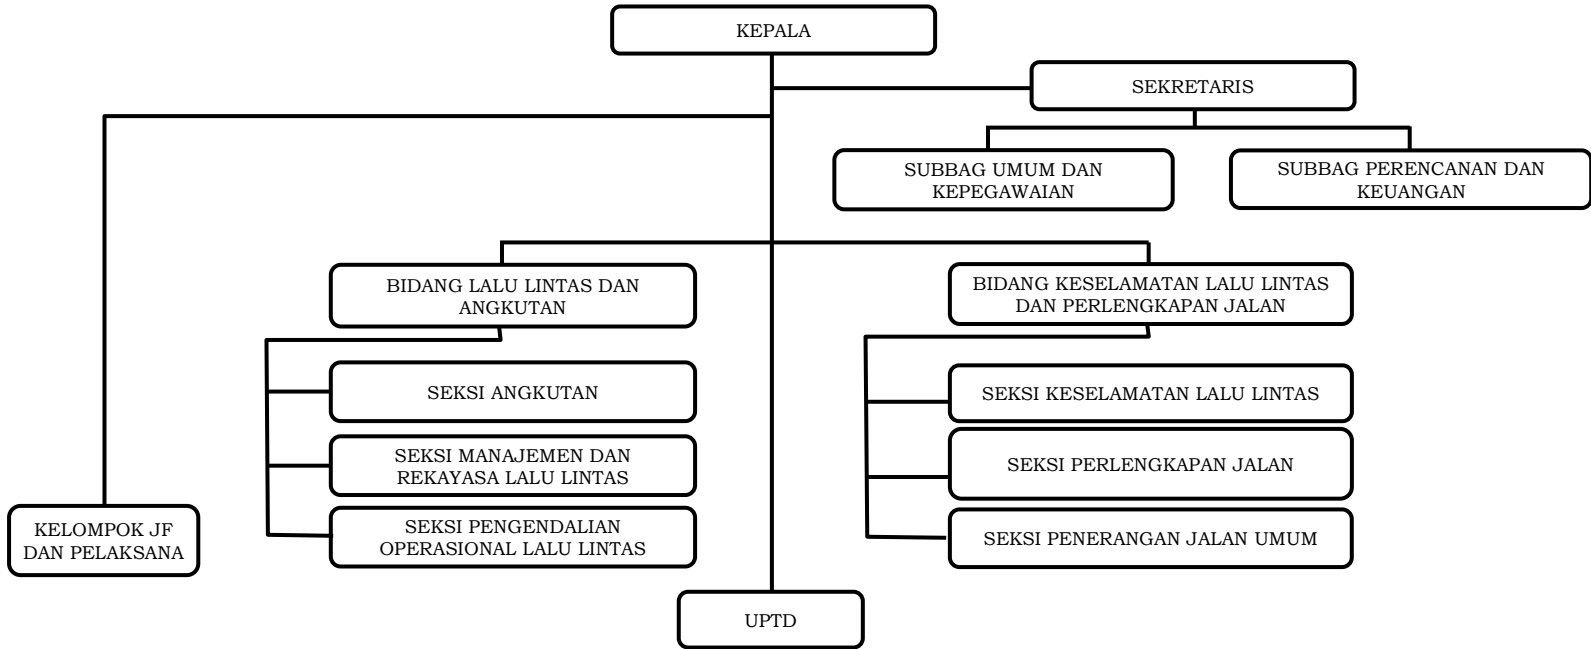 KEPALA
SEKRETARIS
SUBBAG UMUM DAN
KEPEGAWAIAN
SUBBAG PERENCANAN DAN
KEUANGAN
BIDANG LALU LINTAS DAN
ANGKUTAN
BIDANG KESELAMATAN LALU LINTAS
DAN PERLENGKAPAN JALAN
SEKSI ANGKUTAN
SEKSI MANAJEMEN DAN
REKAYASA LALU LINTAS
SEKSI PENGENDALIAN
OPERASIONAL LALU LINTAS
SEKSI KESELAMATAN LALU LINTAS
SEKSI PERLENGKAPAN JALAN
SEKSI PENERANGAN JALAN UMUM
KELOMPOK JF
DAN PELAKSANA
UPTD